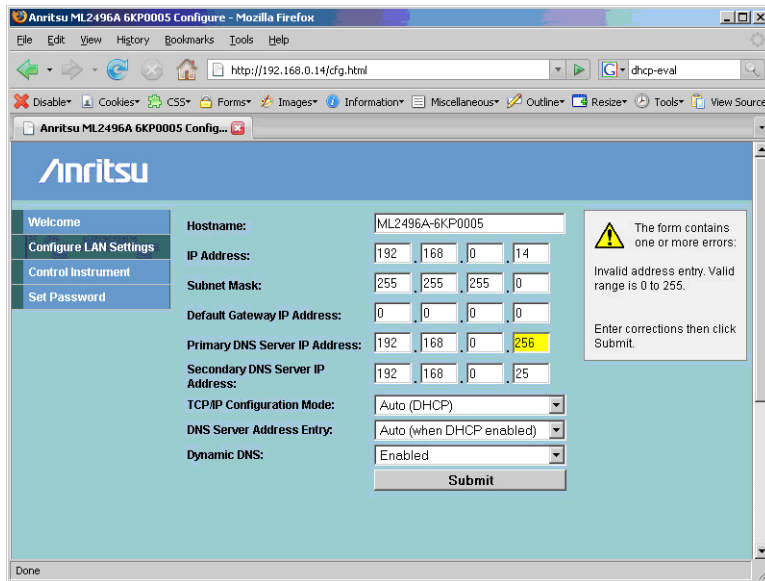 Anritsu ML2496A 6KP0005 Configure - Mozilla Firefox
File Edit View History Bookmarks Tools Help
http://192.168.0.14/cfg.html
G dhcp-eval
Disable Cookies CSS Forms Images Information Miscellaneous Outline Resize Tools View Source
Anritsu ML2496A 6KP0005 Config...
Anritsu
Welcome
Configure LAN Settings
Control Instrument
Set Password
Hostname: ML2496A-6KP0005
IP Address: 192 . 168 . 0 . 14
Subnet Mask: 255 . 255 . 255 . 0
Default Gateway IP Address: 0 . 0 . 0 . 0
Primary DNS Server IP Address: 192 . 168 . 0 . 256
Secondary DNS Server IP
Address: 192 . 168 . 0 . 25
TCP/IP Configuration Mode: Auto (DHCP)
DNS Server Address Entry: Auto (when DHCP enabled)
Dynamic DNS: Enabled
Submit
The form contains
one or more errors:
Invalid address entry. Valid
range is 0 to 255.
Enter corrections then click
Submit.
Done